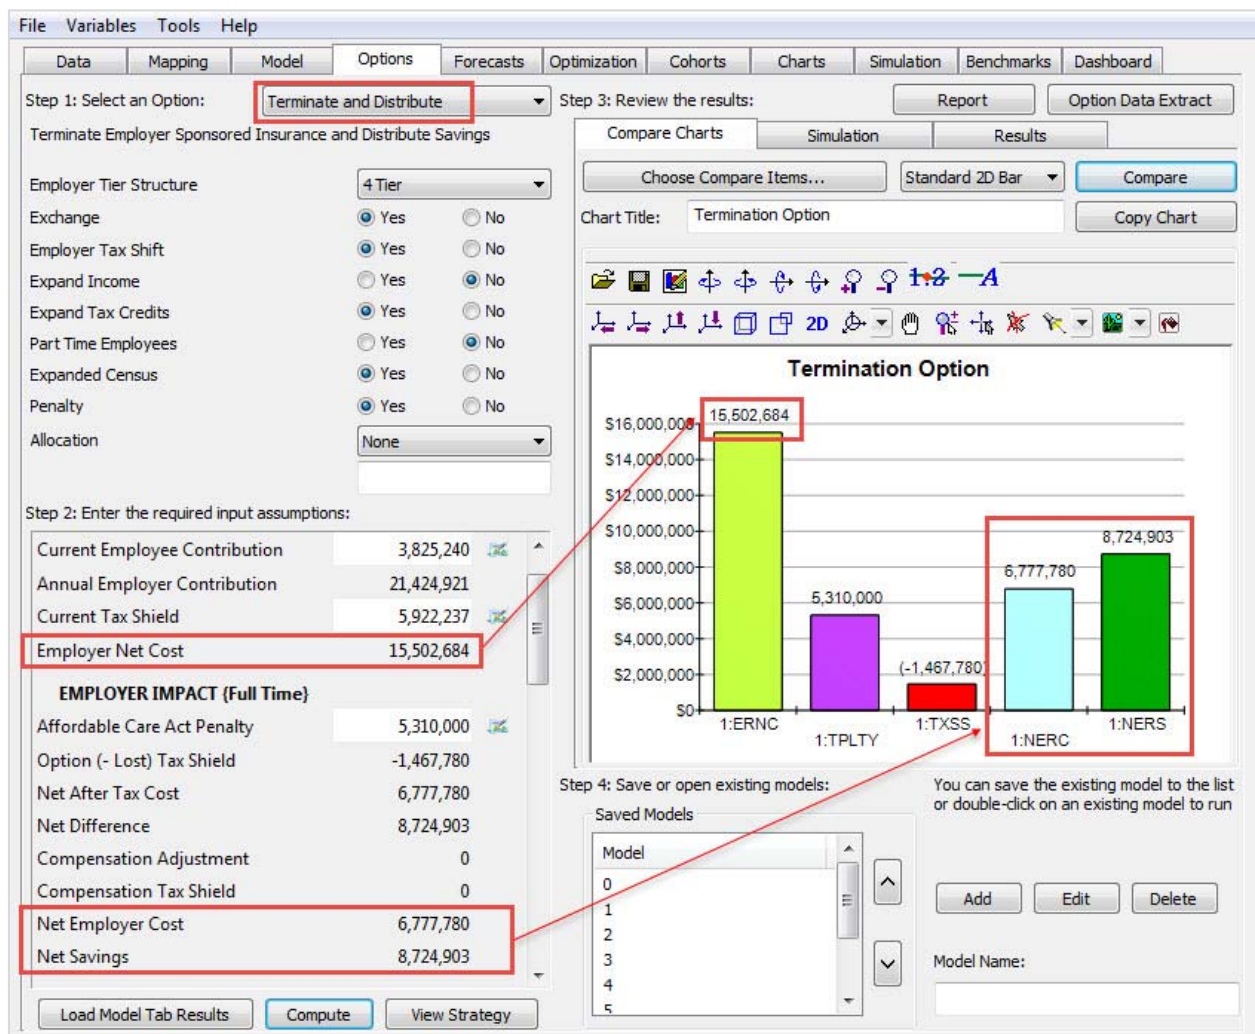 File Variables Tools Help
Data Mapping Model Options Forecasts Optimization Cohorts Charts Simulation Benchmarks Dashboard
Step 1: Select an Option: Terminate and Distribute
Terminate Employer Sponsored Insurance and Distribute Savings
Employer Tier Structure 4 Tier
Exchange Yes No
Employer Tax Shift Yes No
Expand Income Yes No
Expand Tax Credits Yes No
Part Time Employees Yes No
Expanded Census Yes No
Penalty Yes No
Allocation None
Step 2: Enter the required input assumptions:
Current Employee Contribution 3,825,240
Annual Employer Contribution 21,424,921
Current Tax Shield 5,922,237
Employer Net Cost 15,502,684
EMPLOYER IMPACT {Full Time}
Affordable Care Act Penalty 5,310,000
Option (- Lost) Tax Shield -1,467,780
Net After Tax Cost 6,777,780
Net Difference 8,724,903
Compensation Adjustment 0
Compensation Tax Shield 0
Net Employer Cost 6,777,780
Net Savings 8,724,903
Load Model Tab Results Compute View Strategy
Step 3: Review the results: Report Option Data Extract
Compare Charts Simulation Results
Choose Compare Items... Standard 2D Bar Compare
Chart Title: Termination Option Copy Chart
1.2 A
2D
Termination Option
$16,000,000
$14,000,000
$12,000,000
$10,000,000
$8,000,000
$6,000,000
$4,000,000
$2,000,000
$0
15,502,684
5,310,000
(-1,467,780)
6,777,780
8,724,903
1:ERNC
1:TPLTY
1:TXSS
1:NERC
1:NERS
Step 4: Save or open existing models:
Saved Models
Model
0
1
2
3
4
5
You can save the existing model to the list
or double-click on an existing model to run
Add Edit Delete
Model Name: